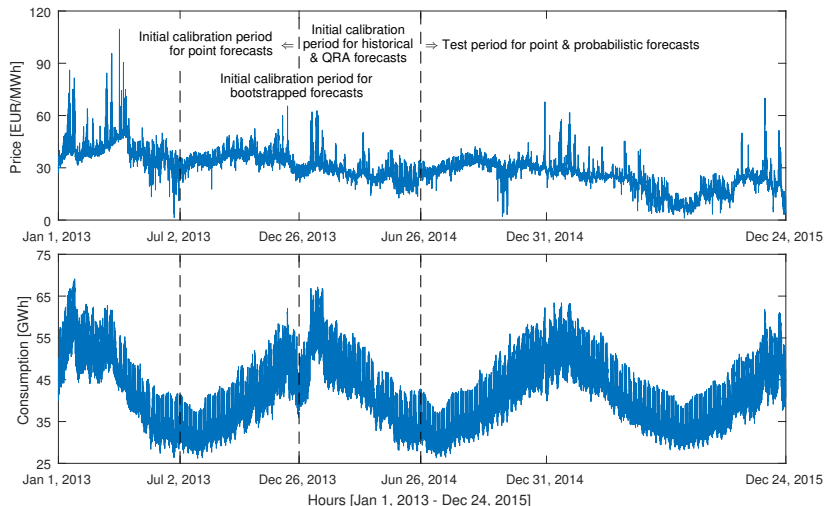 120
90
60
30
0
Price [EUR/MWh]
Initial calibration period
for point forecasts
⇐
Initial calibration
period for historical
& QRA forecasts
⇒ Test period for point & probabilistic forecasts
Initial calibration period for
bootstrapped forecasts
Jan 1, 2013
Jul 2, 2013
Dec 26, 2013
Jun 26, 2014
Dec 31, 2014
Dec 24, 2015
75
65
55
45
35
25
Consumption [GWh]
Jan 1, 2013
Jul 2, 2013
Dec 26, 2013
Jun 26, 2014
Dec 31, 2014
Dec 24, 2015
Hours [Jan 1, 2013 - Dec 24, 2015]